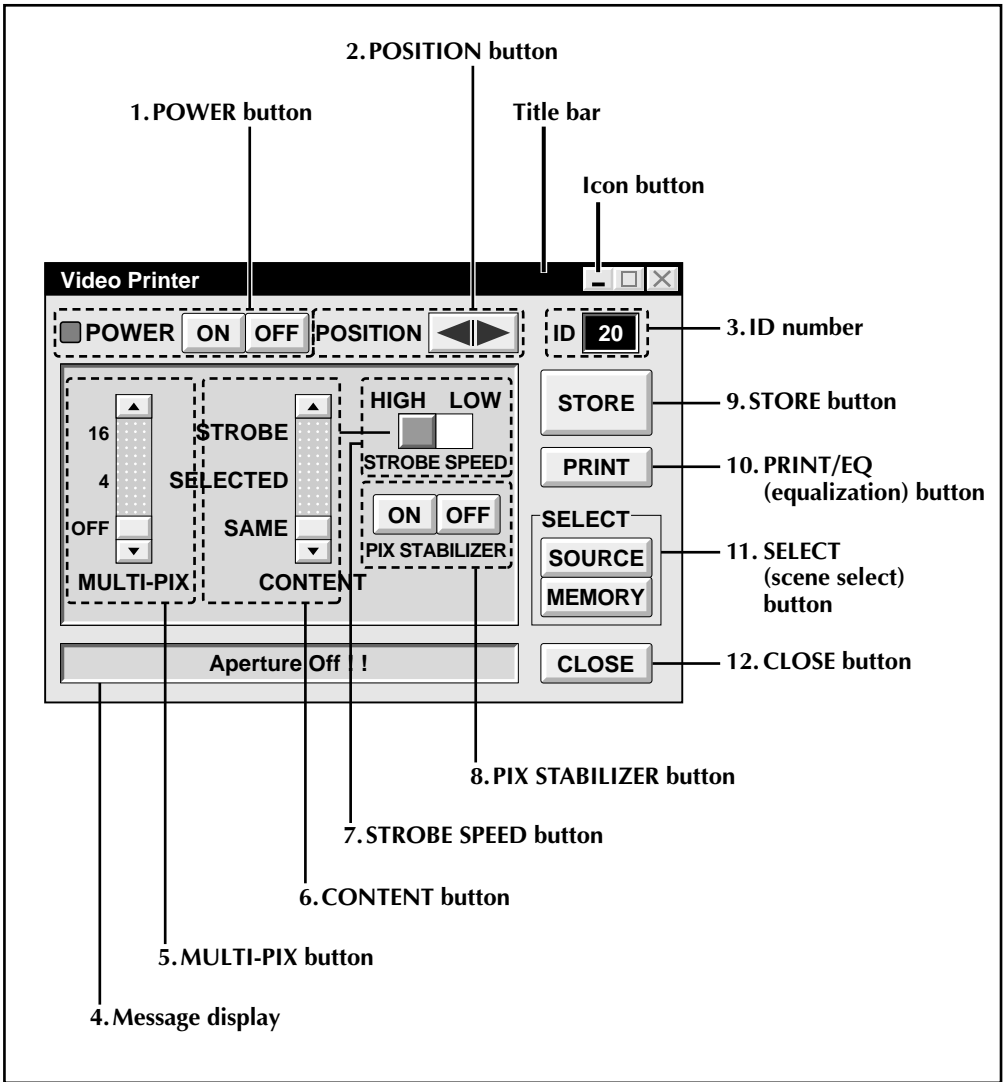 2. POSITION button
1. POWER button
Title bar
Icon button
Video Printer
POWER ON OFF POSITION ID 20
3. ID number
HIGH LOW
STORE
9. STORE button
16
STROBE
STROBE SPEED
PRINT
10. PRINT/EQ
(equalization) button
4
SELECTED
ON OFF
SELECT
OFF
SAME
PIX STABILIZER
SOURCE
11. SELECT
(scene select)
button
MULTI-PIX
CONTENT
MEMORY
Aperture Off ! !
CLOSE
12. CLOSE button
8. PIX STABILIZER button
7. STROBE SPEED button
6. CONTENT button
5. MULTI-PIX button
4. Message display